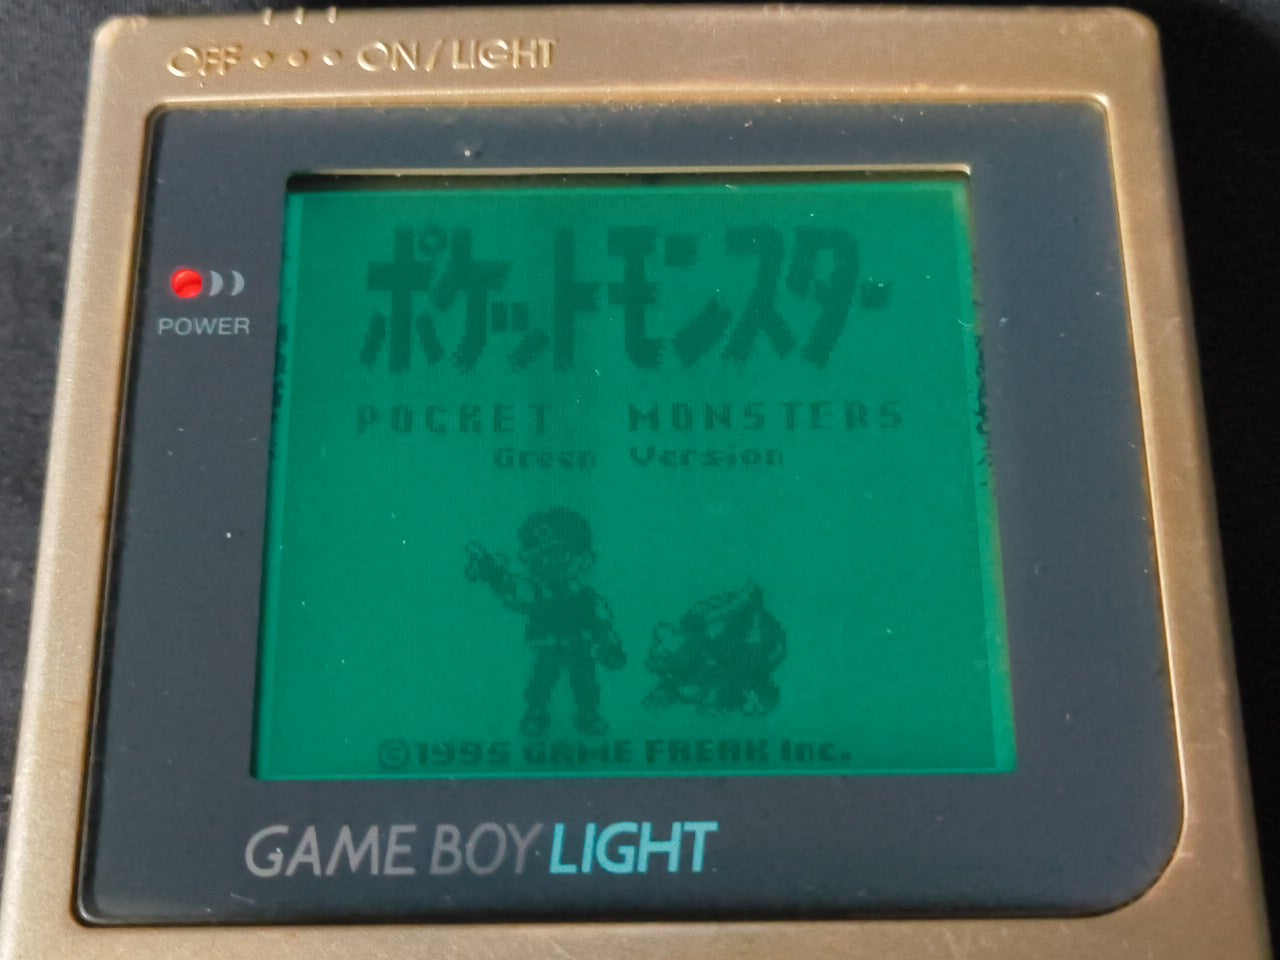 OFF ON/LIGHT
POWER
ポケットモンスター
POCKET MONSTERS
Green Version
©1995 GAME FREAK Inc.
GAME BOY LIGHT